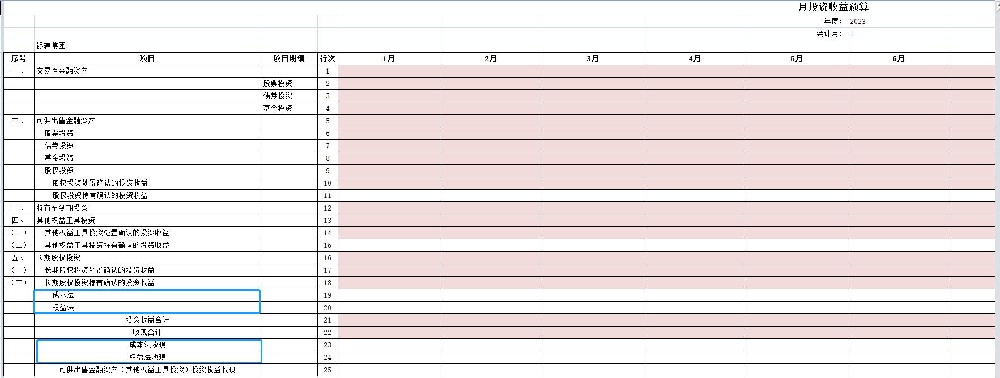 月投资收益预算
年度： 2023
会计月： 1
银建集团
序号 项目 项目明细 行次 1月 2月 3月 4月 5月 6月
一、 交易性金融资产 1
股票投资 2
债券投资 3
基金投资 4
二、 可供出售金融资产 5
股票投资 6
债券投资 7
基金投资 8
股权投资 9
股权投资处置确认的投资收益 10
股权投资持有确认的投资收益 11
三、 持有至到期投资 12
四、 其他权益工具投资 13
（一） 其他权益工具投资处置确认的投资收益 14
（二） 其他权益工具投资持有确认的投资收益 15
五、 长期股权投资 16
（一） 长期股权投资处置确认的投资收益 17
（二） 长期股权投资持有确认的投资收益 18
成本法 19
权益法 20
投资收益合计 21
收现合计 22
成本法收现 23
权益法收现 24
可供出售金融资产（其他权益工具投资）投资收益收现 25